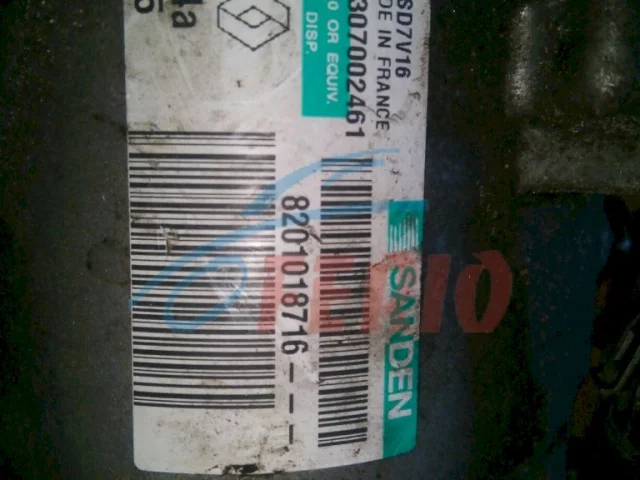 SD7V16
DE IN FRANCE
307002461
0 OR EQUIV.
DISP.
SANDEN
8201018716---